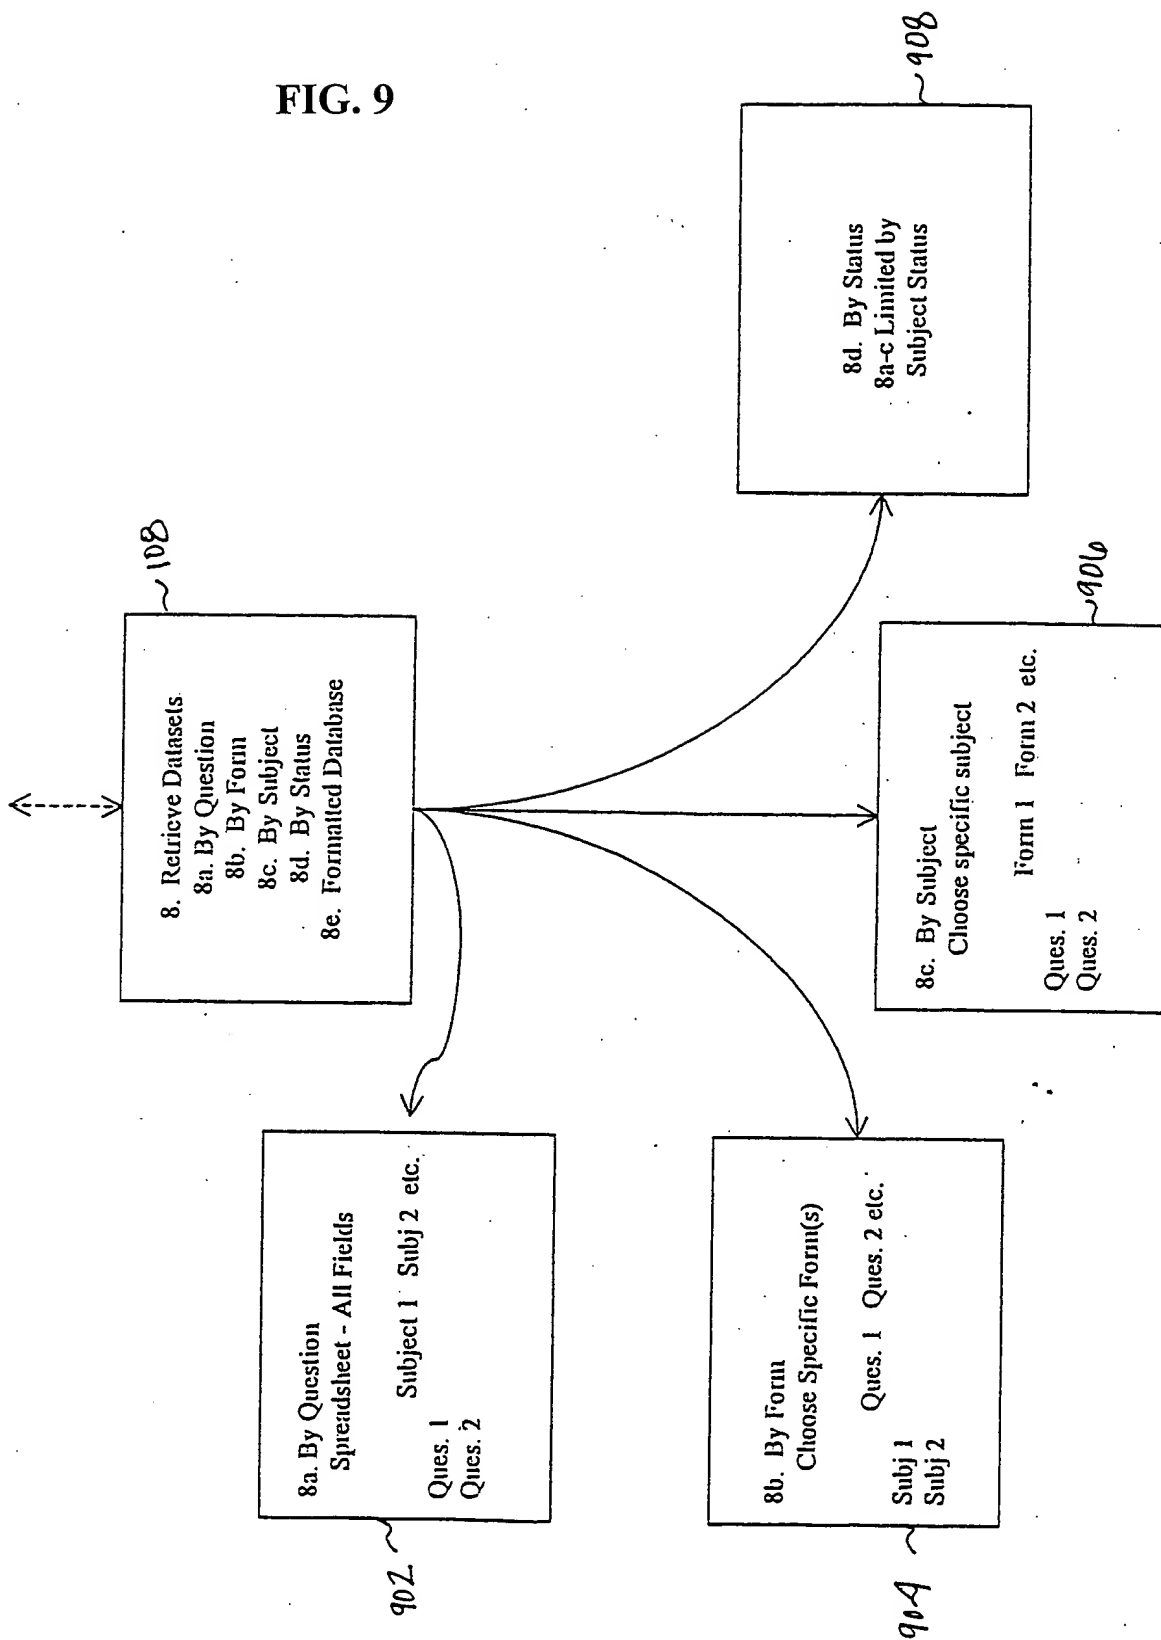 FIG. 9
108
8. Retrieve Datasets
8a. By Question
8b. By Form
8c. By Subject
8d. By Status
8e. Formatted Database
902
8a. By Question
Spreadsheet - All Fields
Subject 1 Subj 2 etc.
Ques. 1
Ques. 2
904
8b. By Form
Choose Specific Form(s)
Ques. 1 Ques. 2 etc.
Subj 1
Subj 2
906
8c. By Subject
Choose specific subject
Form 1 Form 2 etc.
Ques. 1
Ques. 2
908
8d. By Status
8a-c Limited by
Subject Status